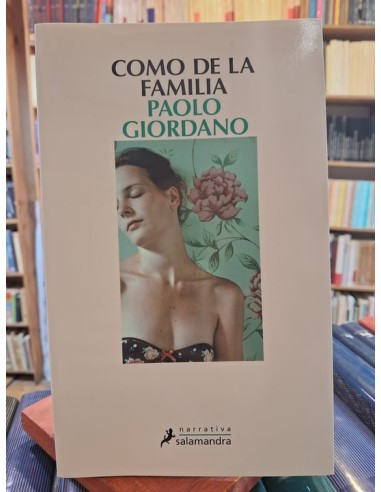 COMO DE LA
FAMILIA
PAOLO
GIORDANO
narrativa
salamandra